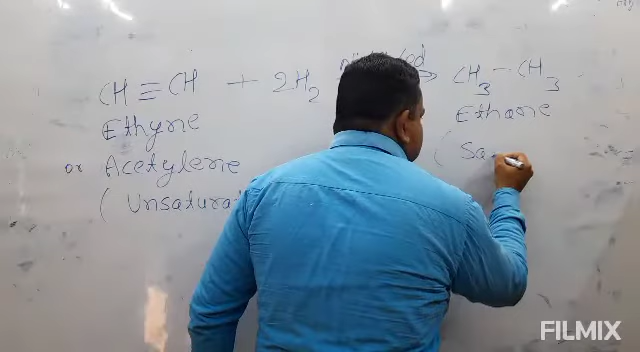 CH ≡ CH + 2H2 → CH3 - CH3
Ethyne Ethane
or Acetylene (Sa
(Unsatura
FILMIX